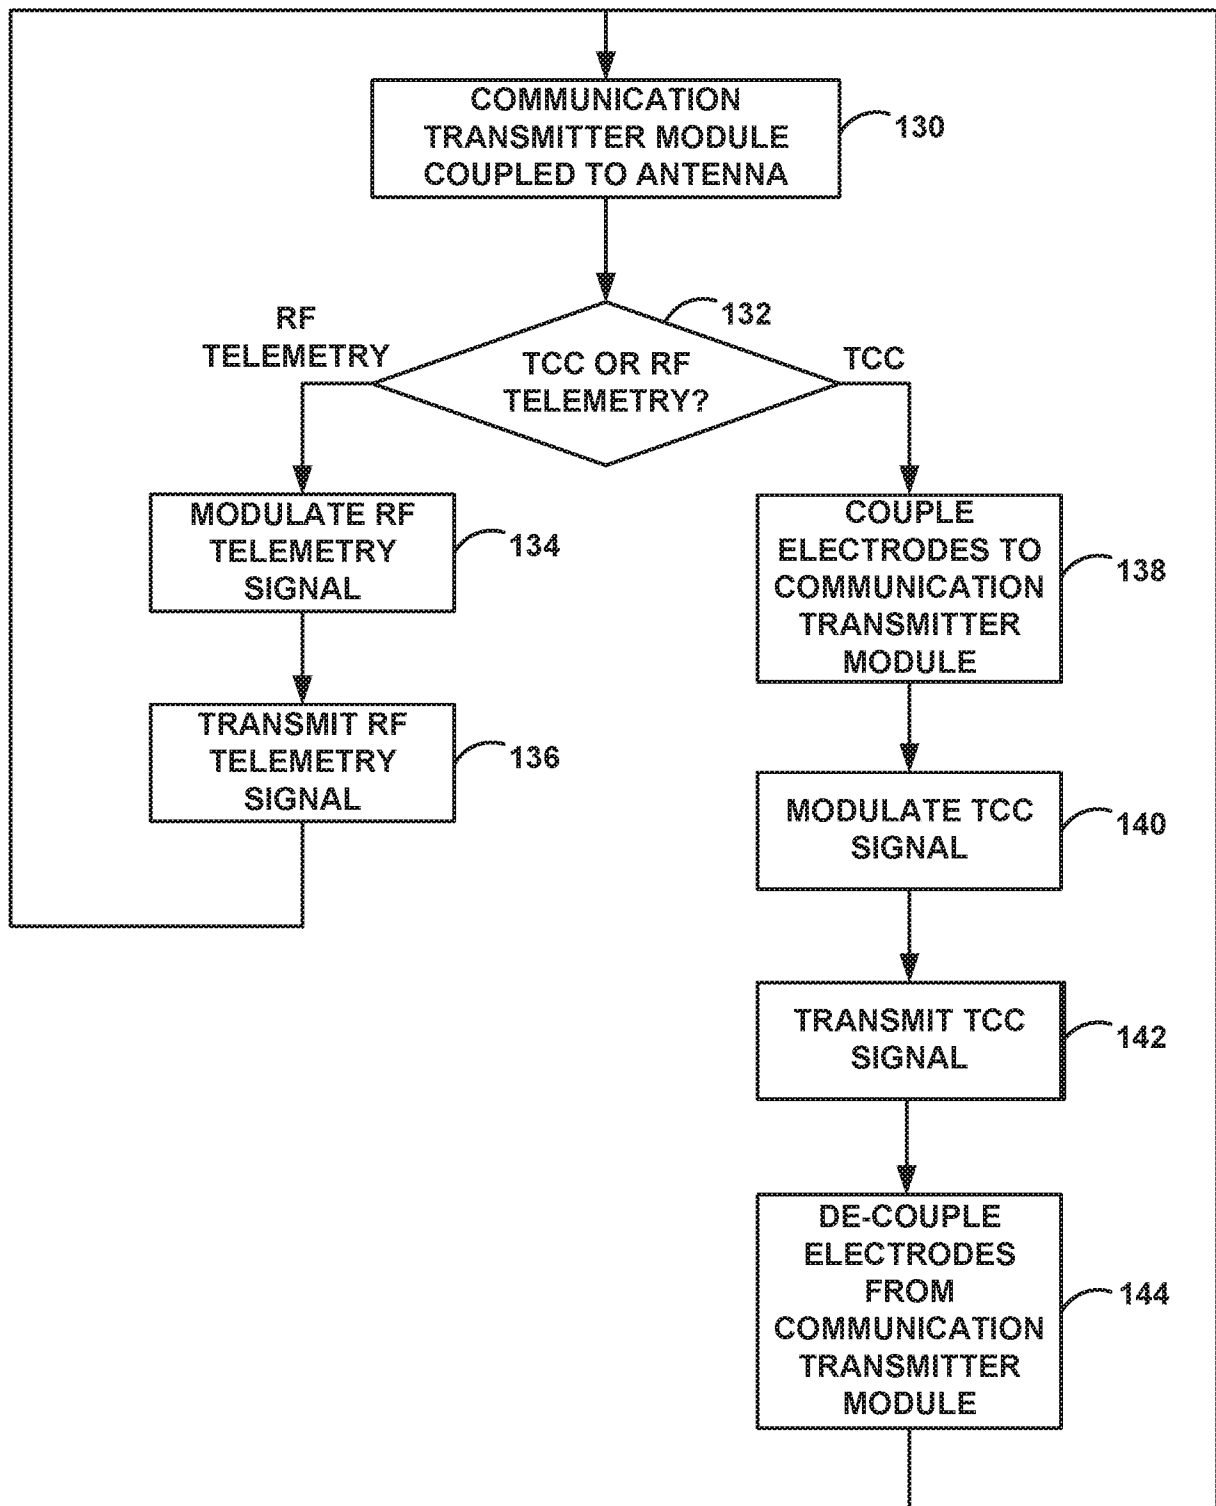 COMMUNICATION
TRANSMITTER MODULE
COUPLED TO ANTENNA
130
132
RF
TELEMETRY
TCC OR RF
TELEMETRY?
TCC
MODULATE RF
TELEMETRY
SIGNAL
134
TRANSMIT RF
TELEMETRY
SIGNAL
136
COUPLE
ELECTRODES TO
COMMUNICATION
TRANSMITTER
MODULE
138
MODULATE TCC
SIGNAL
140
TRANSMIT TCC
SIGNAL
142
DE-COUPLE
ELECTRODES
FROM
COMMUNICATION
TRANSMITTER
MODULE
144